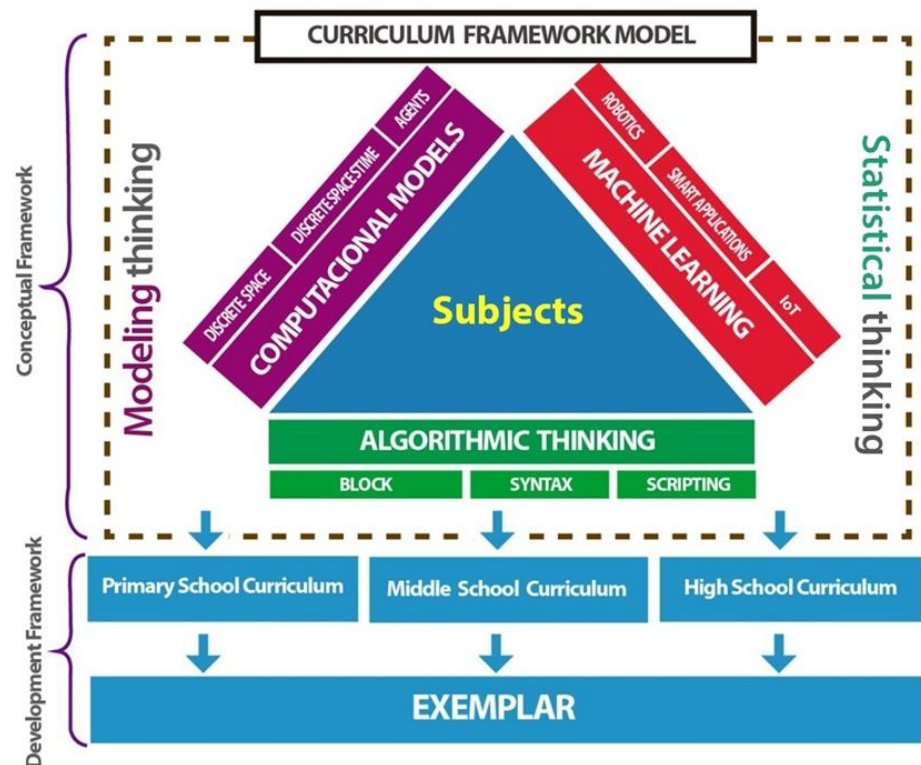 CURRICULUM FRAMEWORK MODEL
Conceptual Framework
Modeling thinking
DISCRETE SPACE
DISCRETE SPACE STIME
AGENTS
COMPUTACIONAL MODELS
ROBOTICS
SMART APPLICATIONS
IoT
MACHINE LEARNING
Statistical thinking
Subjects
ALGORITHMIC THINKING
BLOCK
SYNTAX
SCRIPTING
Development Framework
Primary School Curriculum
Middle School Curriculum
High School Curriculum
EXEMPLAR